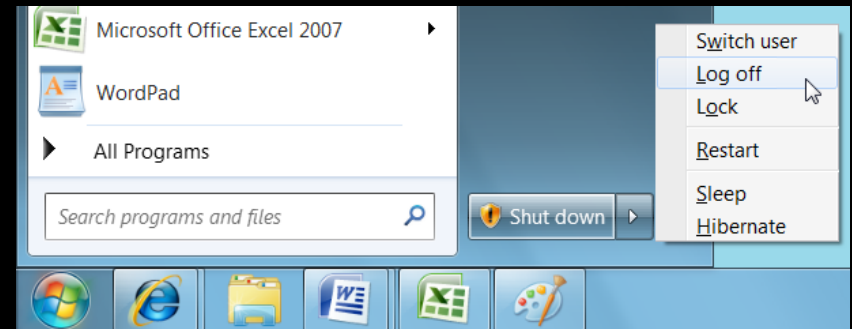 Microsoft Office Excel 2007
WordPad
All Programs
Search programs and files
Shut down
Switch user
Log off
Lock
Restart
Sleep
Hibernate